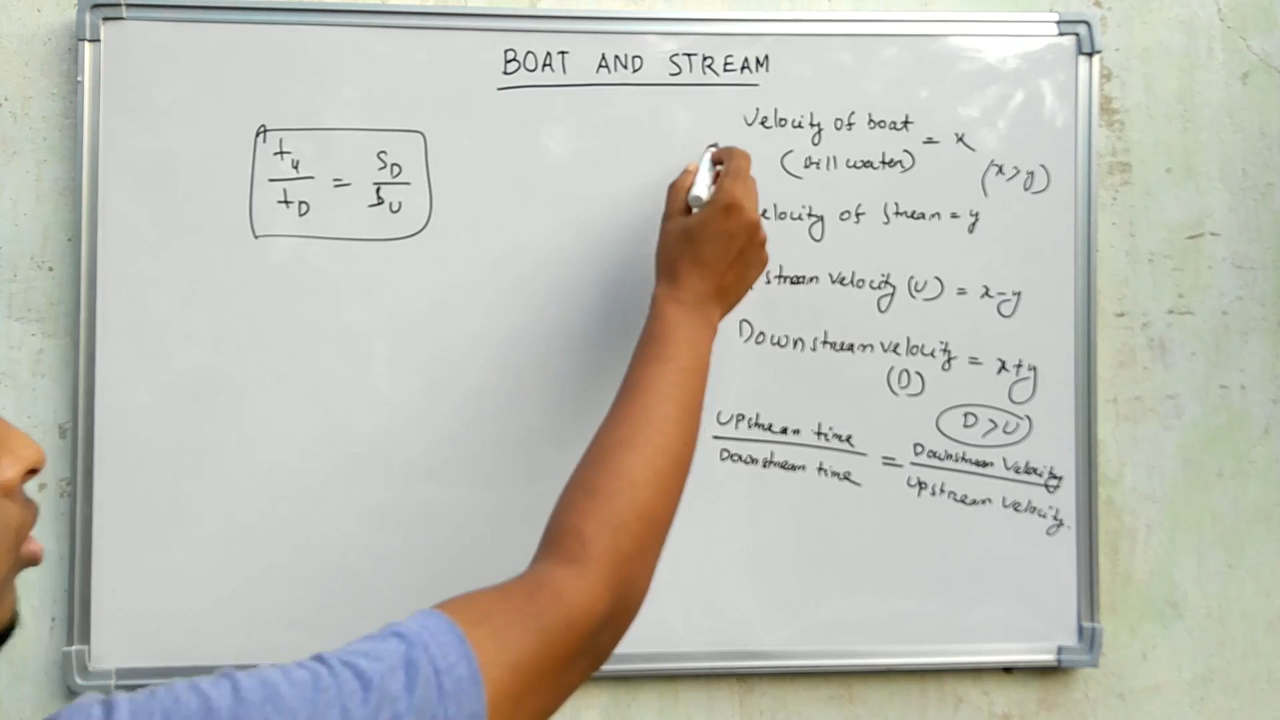 BOAT AND STREAM
tu / tD = SD / SU
Velocity of boat = x
(still water) (x>y)
elocity of stream = y
stream velocity (U) = x-y
Downstream velocity = x+y
(D)
D>U
Upstream time / Downstream time = Downstream velocity / Upstream velocity.